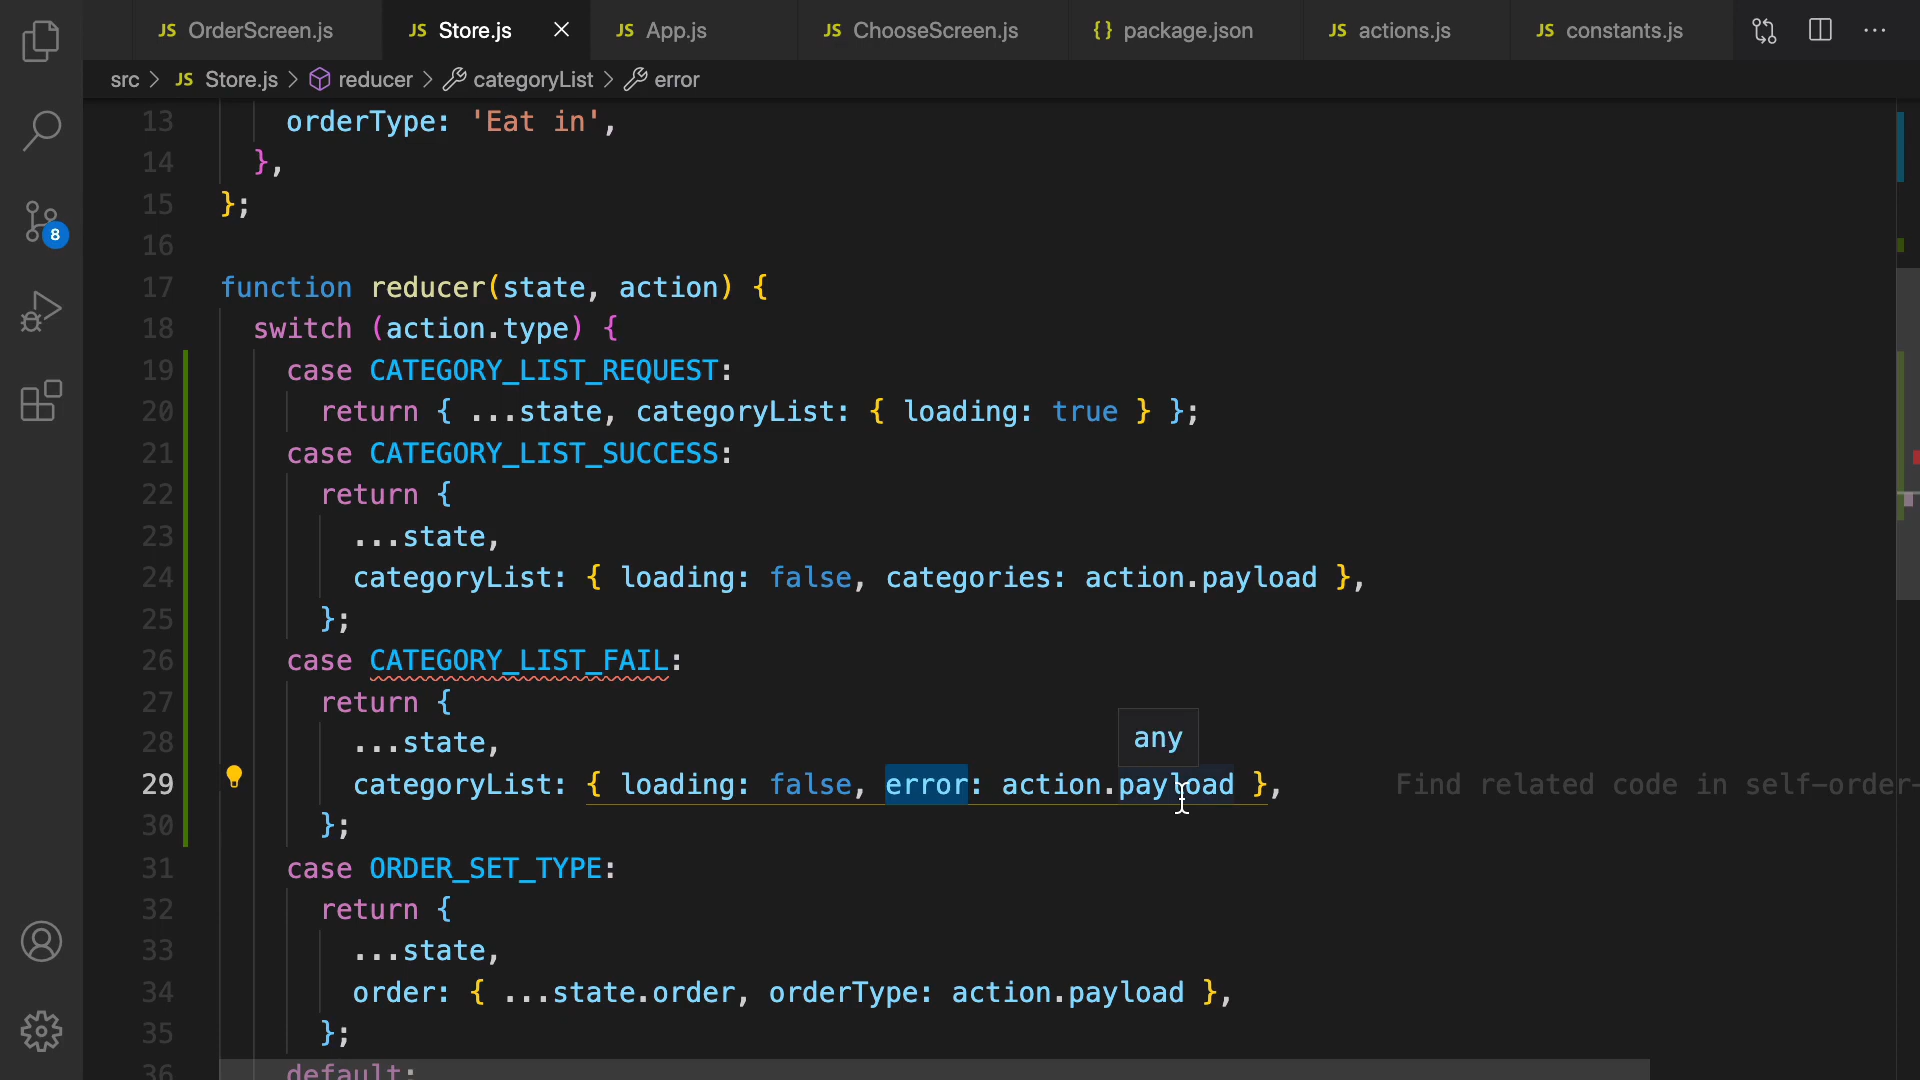 JS OrderScreen.js JS Store.js JS App.js JS ChooseScreen.js {} package.json JS actions.js JS constants.js
src > JS Store.js > reducer > categoryList > error
13 orderType: 'Eat in',
14 },
15 };
16
17 function reducer(state, action) {
18 switch (action.type) {
19 case CATEGORY_LIST_REQUEST:
20 return { ...state, categoryList: { loading: true } };
21 case CATEGORY_LIST_SUCCESS:
22 return {
23 ...state,
24 categoryList: { loading: false, categories: action.payload },
25 };
26 case CATEGORY_LIST_FAIL:
27 return {
any
28 ...state,
29 categoryList: { loading: false, error: action.payload }, Find related code in self-order-
30 };
31 case ORDER_SET_TYPE:
32 return {
33 ...state,
34 order: { ...state.order, orderType: action.payload },
35 };
36 default:
8